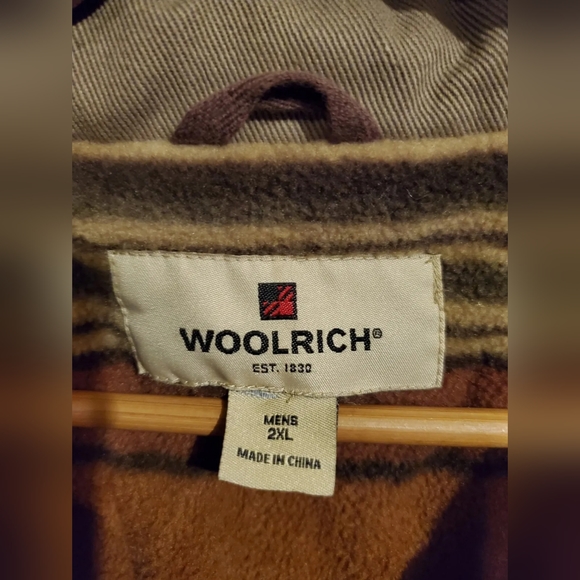 WOOLRICH®
EST. 1830
MENS
2XL
MADE IN CHINA